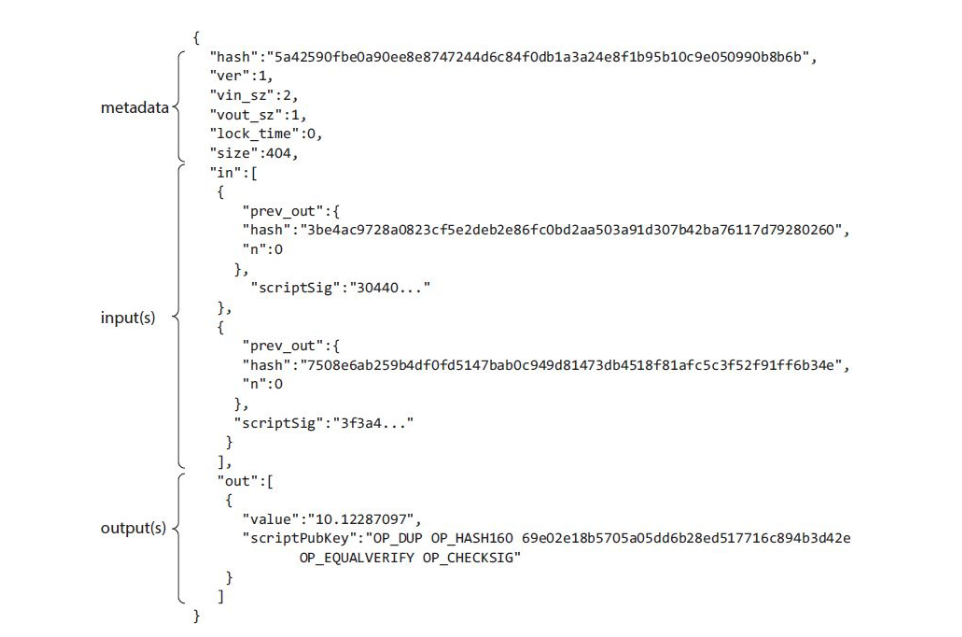 {
"hash":"5a42590fbe0a90ee8e8747244d6c84f0db1a3a24e8f1b95b10c9e050990b8b6b",
"ver":1,
"vin_sz":2,
metadata
"vout_sz":1,
"lock_time":0,
"size":404,
"in":[
{
"prev_out":{
"hash":"3be4ac9728a0823cf5e2deb2e86fc0bd2aa503a91d307b42ba76117d79280260",
"n":0
},
"scriptSig":"30440..."
},
input(s)
{
"prev_out":{
"hash":"7508e6ab259b4df0fd5147bab0c949d81473db4518f81afc5c3f52f91ff6b34e",
"n":0
},
"scriptSig":"3f3a4..."
}
],
"out":[
{
"value":"10.12287097",
output(s)
"scriptPubKey":"OP_DUP OP_HASH160 69e02e18b5705a05dd6b28ed517716c894b3d42e
OP_EQUALVERIFY OP_CHECKSIG"
}
]
}